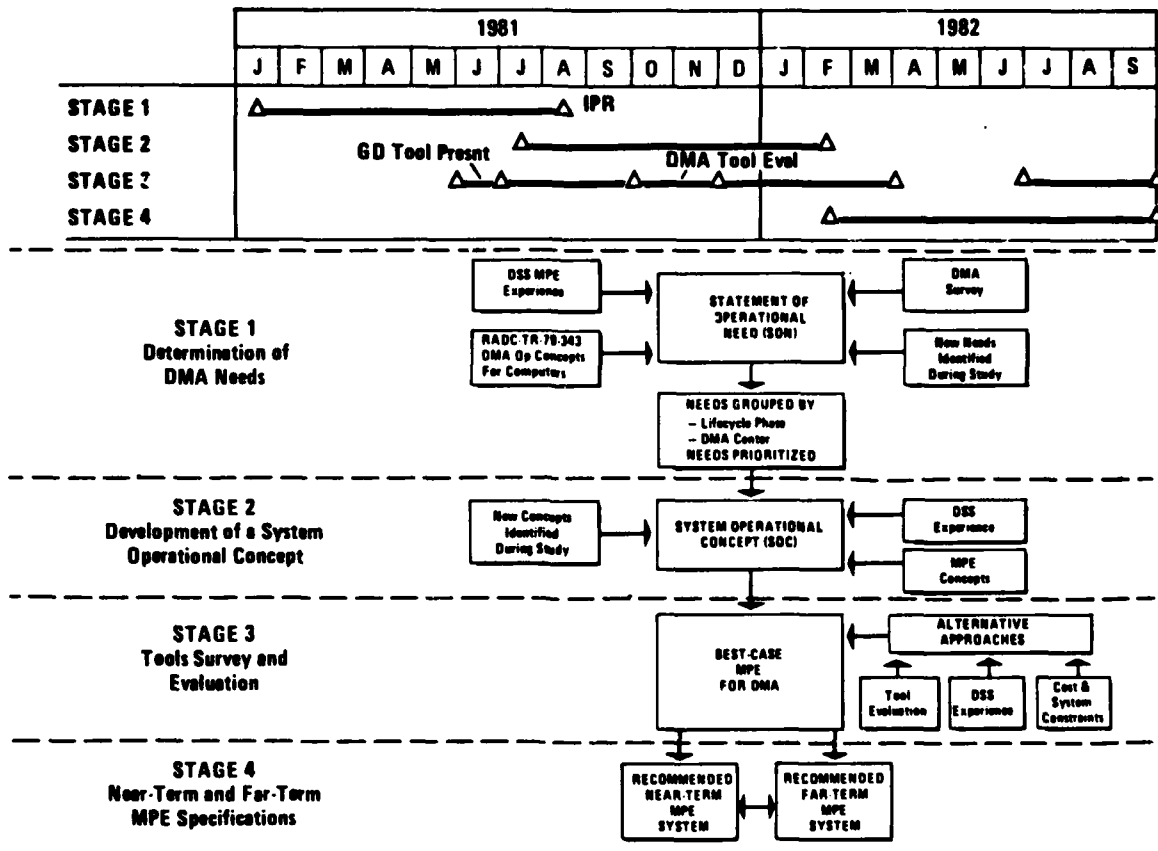 1981 1982
J F M A M J J A S O N D J F M A M J J A S
STAGE 1 IPR
STAGE 2
GD Tool Presnt DMA Tool Eval
STAGE 3
STAGE 4
STAGE 1
Determination of
DMA Needs
DSS MPE
Experience
RADC-TR-79-343
DMA Op Concepts
For Computers
STATEMENT OF
OPERATIONAL
NEED (SON)
DMA
Survey
New Needs
Identified
During Study
NEEDS GROUPED BY
– Lifecycle Phase
– DMA Center
NEEDS PRIORITIZED
STAGE 2
Development of a System
Operational Concept
New Concepts
Identified
During Study
SYSTEM OPERATIONAL
CONCEPT (SOC)
DSS
Experience
MPE
Concepts
STAGE 3
Tools Survey and
Evaluation
BEST-CASE
MPE
FOR DMA
ALTERNATIVE
APPROACHES
Tool
Evaluation
DSS
Experience
Cost &
System
Constraints
STAGE 4
Near-Term and Far-Term
MPE Specifications
RECOMMENDED
NEAR-TERM
MPE
SYSTEM
RECOMMENDED
FAR-TERM
MPE
SYSTEM